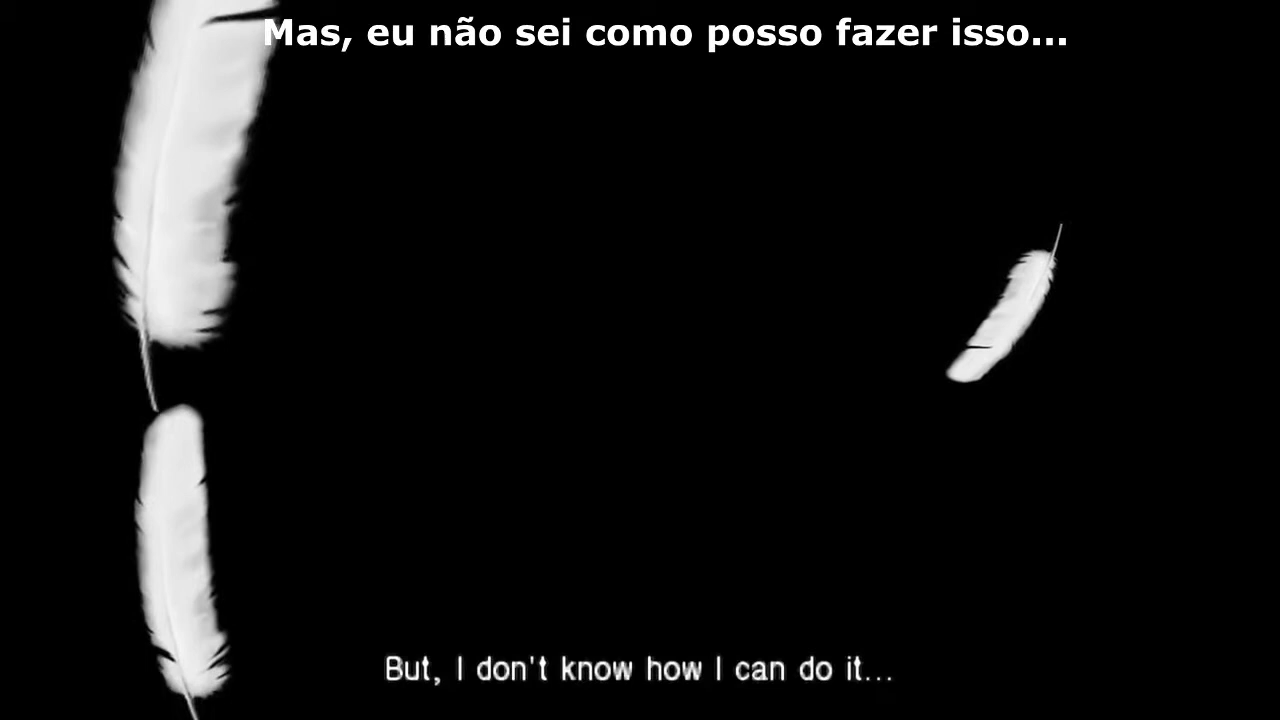 Mas, eu não sei como posso fazer isso...
But, I don't know how I can do it...